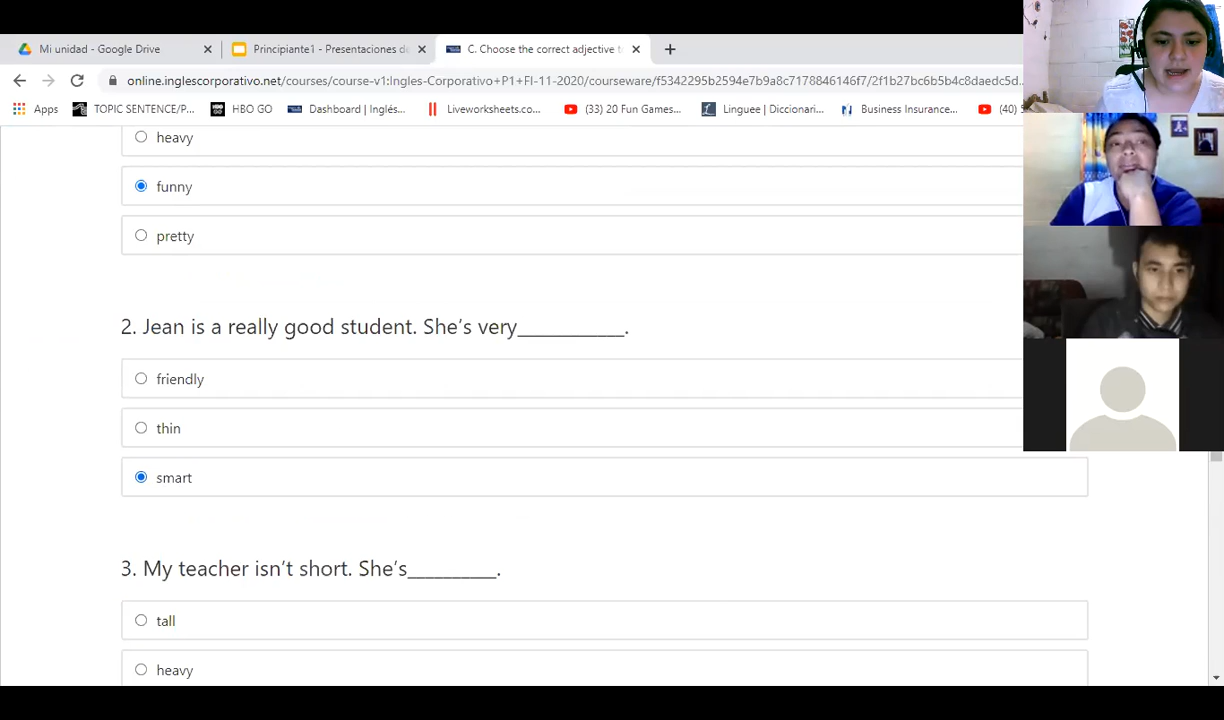 Mi unidad - Google Drive
Principiante1 - Presentaciones de
C. Choose the correct adjective t
online.inglescorporativo.net/courses/course-v1:Ingles-Corporativo+P1+FI-11-2020/courseware/f5342295b2594e7b9a8c7178846146f7/2f1b27bc6b5b4c8daedc5d...
Apps
TOPIC SENTENCE/P...
HBO GO
Dashboard | Inglés...
Liveworksheets.co...
(33) 20 Fun Games...
Linguee | Diccionari...
Business Insurance...
(40)
heavy
funny
pretty
2. Jean is a really good student. She’s very____________.
friendly
thin
smart
3. My teacher isn’t short. She’s__________.
tall
heavy